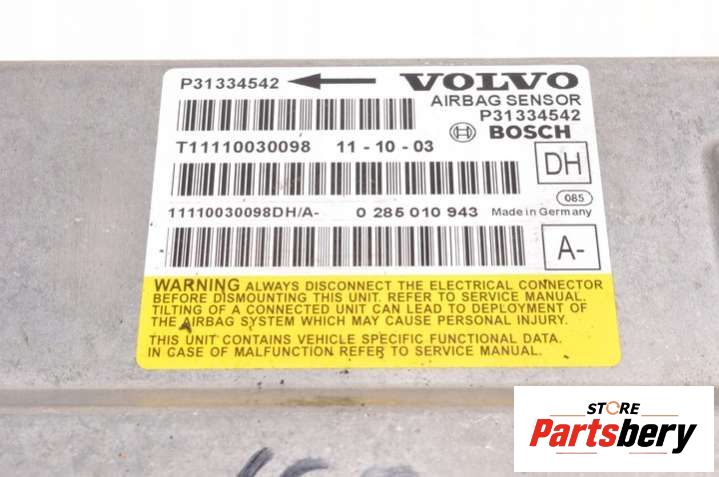 P31334542 VOLVO
AIRBAG SENSOR
P31334542
BOSCH
T11110030098 11-10-03
DH
085
11110030098DH/A- 0 285 010 943 Made in Germany
A-
WARNING ALWAYS DISCONNECT THE ELECTRICAL CONNECTOR
BEFORE DISMOUNTING THIS UNIT. REFER TO SERVICE MANUAL.
TILTING OF A CONNECTED UNIT CAN LEAD TO DEPLOYMENT OF
THE AIRBAG SYSTEM WHICH MAY CAUSE PERSONAL INJURY.
THIS UNIT CONTAINS VEHICLE SPECIFIC FUNCTIONAL DATA.
IN CASE OF MALFUNCTION REFER TO SERVICE MANUAL.
STORE
Partsbery